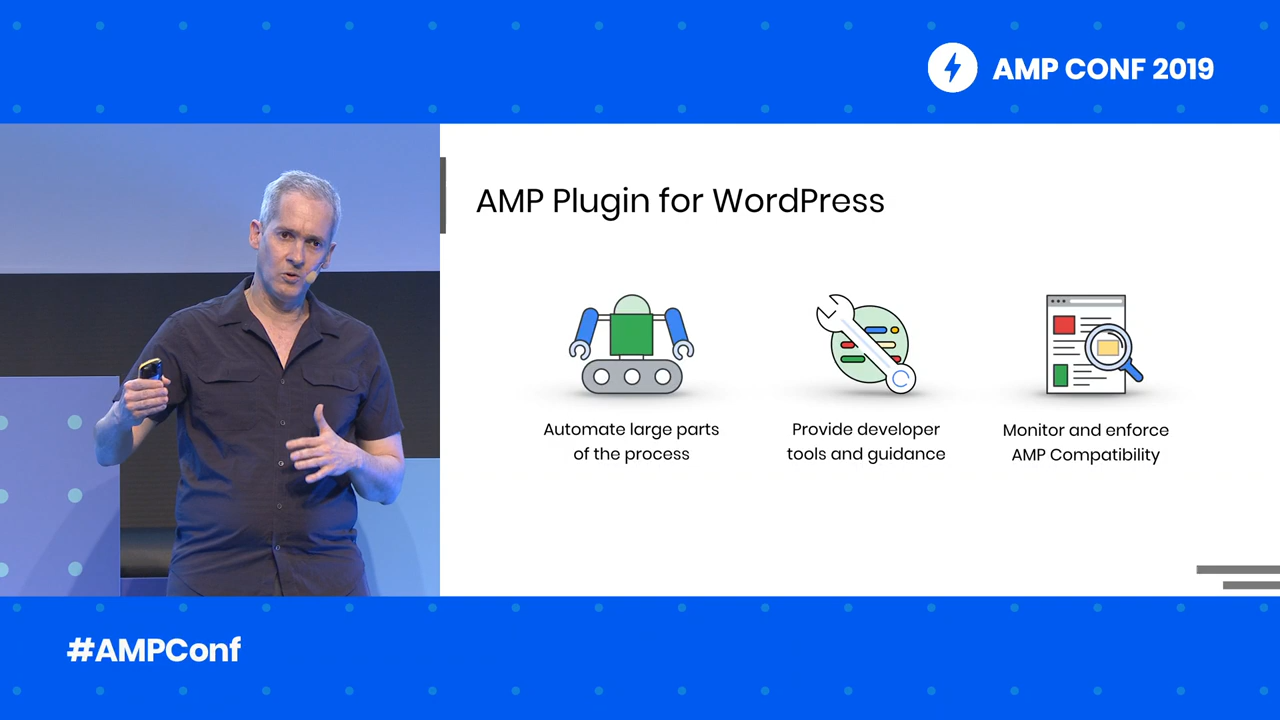 AMP CONF 2019
AMP Plugin for WordPress
Automate large parts
of the process
Provide developer
tools and guidance
Monitor and enforce
AMP Compatibility
#AMPConf